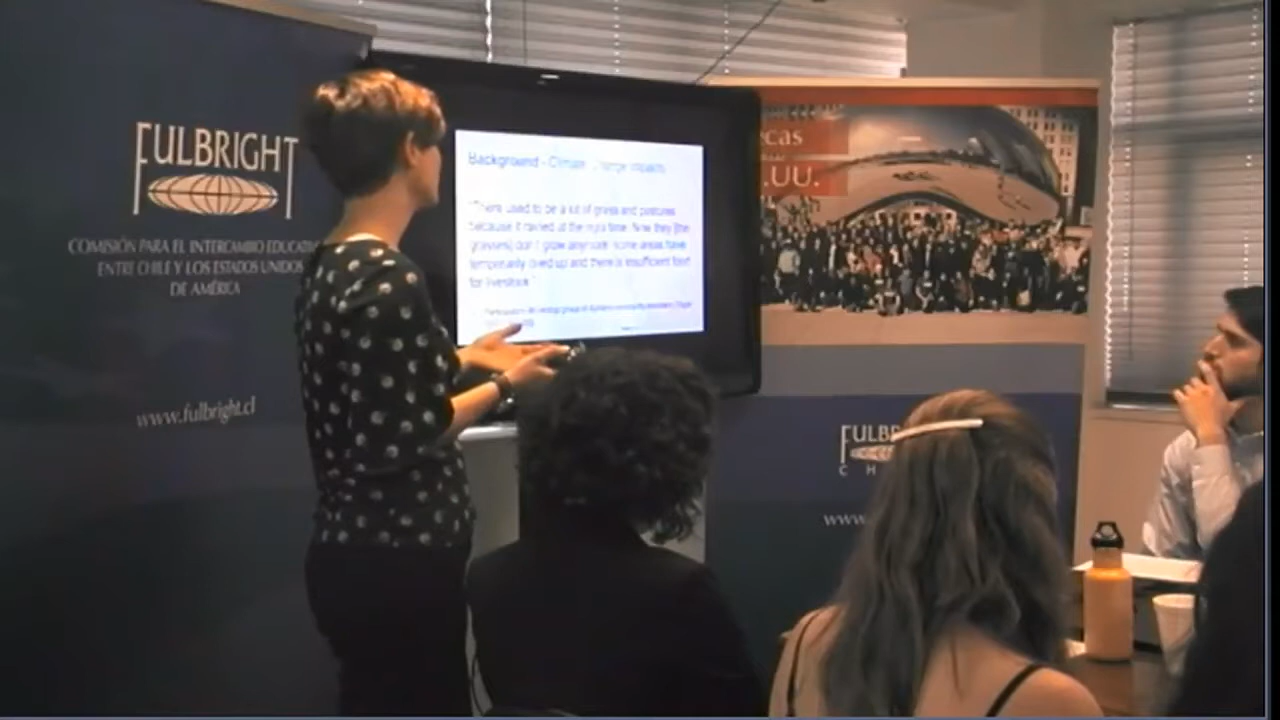 FULBRIGHT
COMISIÓN PARA EL INTERCAMBIO EDUCATI
ENTRE CHILE Y LOS ESTADOS UNIDOS
DE AMÉRICA
www.fulbright.cl
Background - Climate Change Impacts
"There used to be a lot of grass and pastures
because it rained at the right time. Now they [the
grasses] don't grow anymore some areas have
dried up and there is insufficient food
for livestock."
ecas
.UU.
FULB
C H
www